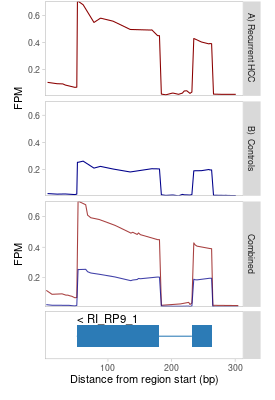 A) Recurrent HCC
0.6
0.4
0.2
FPM
B) Controls
0.6
0.4
0.2
Combined
0.6
0.4
0.2
FPM
< RI_RP9_1
100
200
300
Distance from region start (bp)